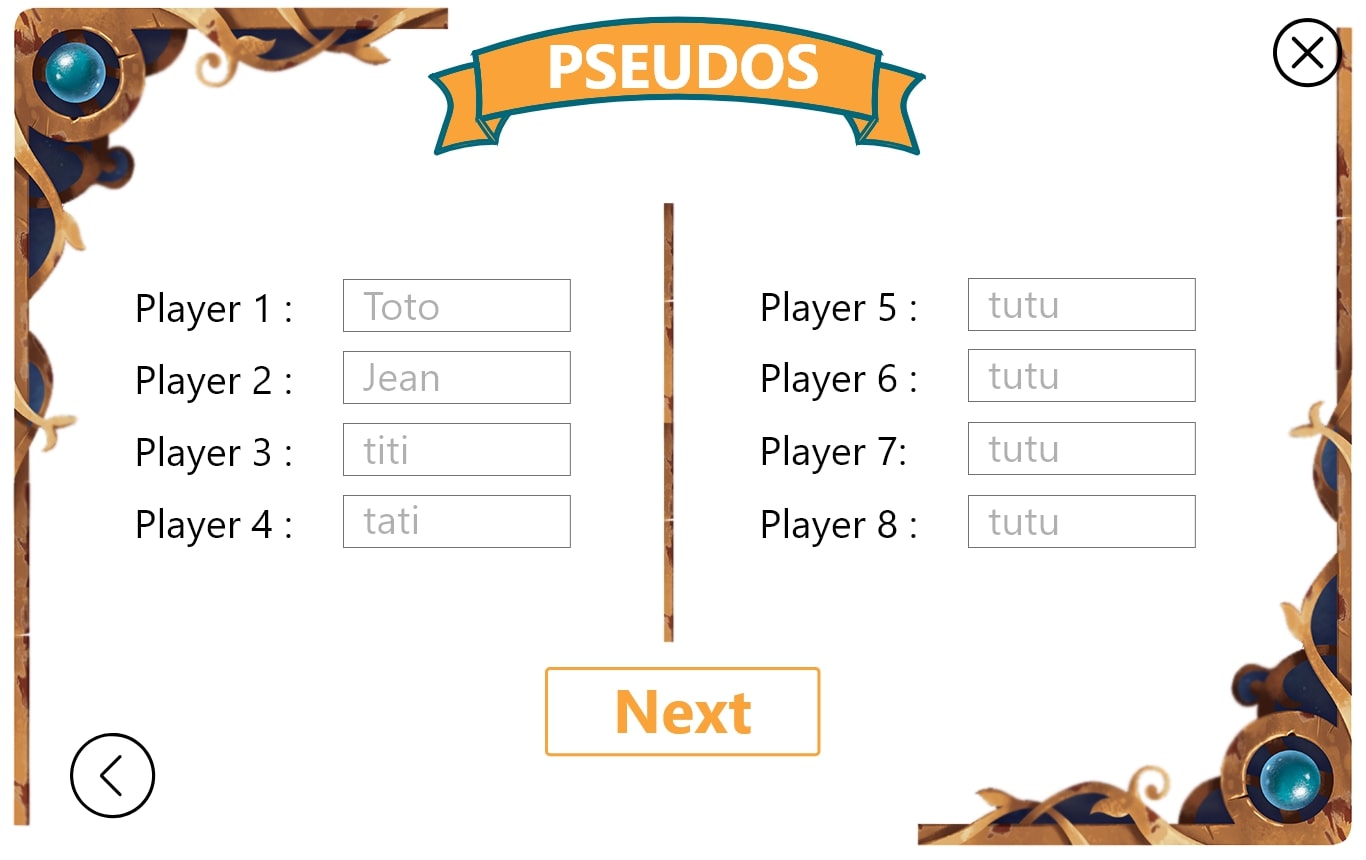 PSEUDOS
Player 1 : Toto
Player 2 : Jean
Player 3 : titi
Player 4 : tati
Player 5 : tutu
Player 6 : tutu
Player 7: tutu
Player 8 : tutu
Next